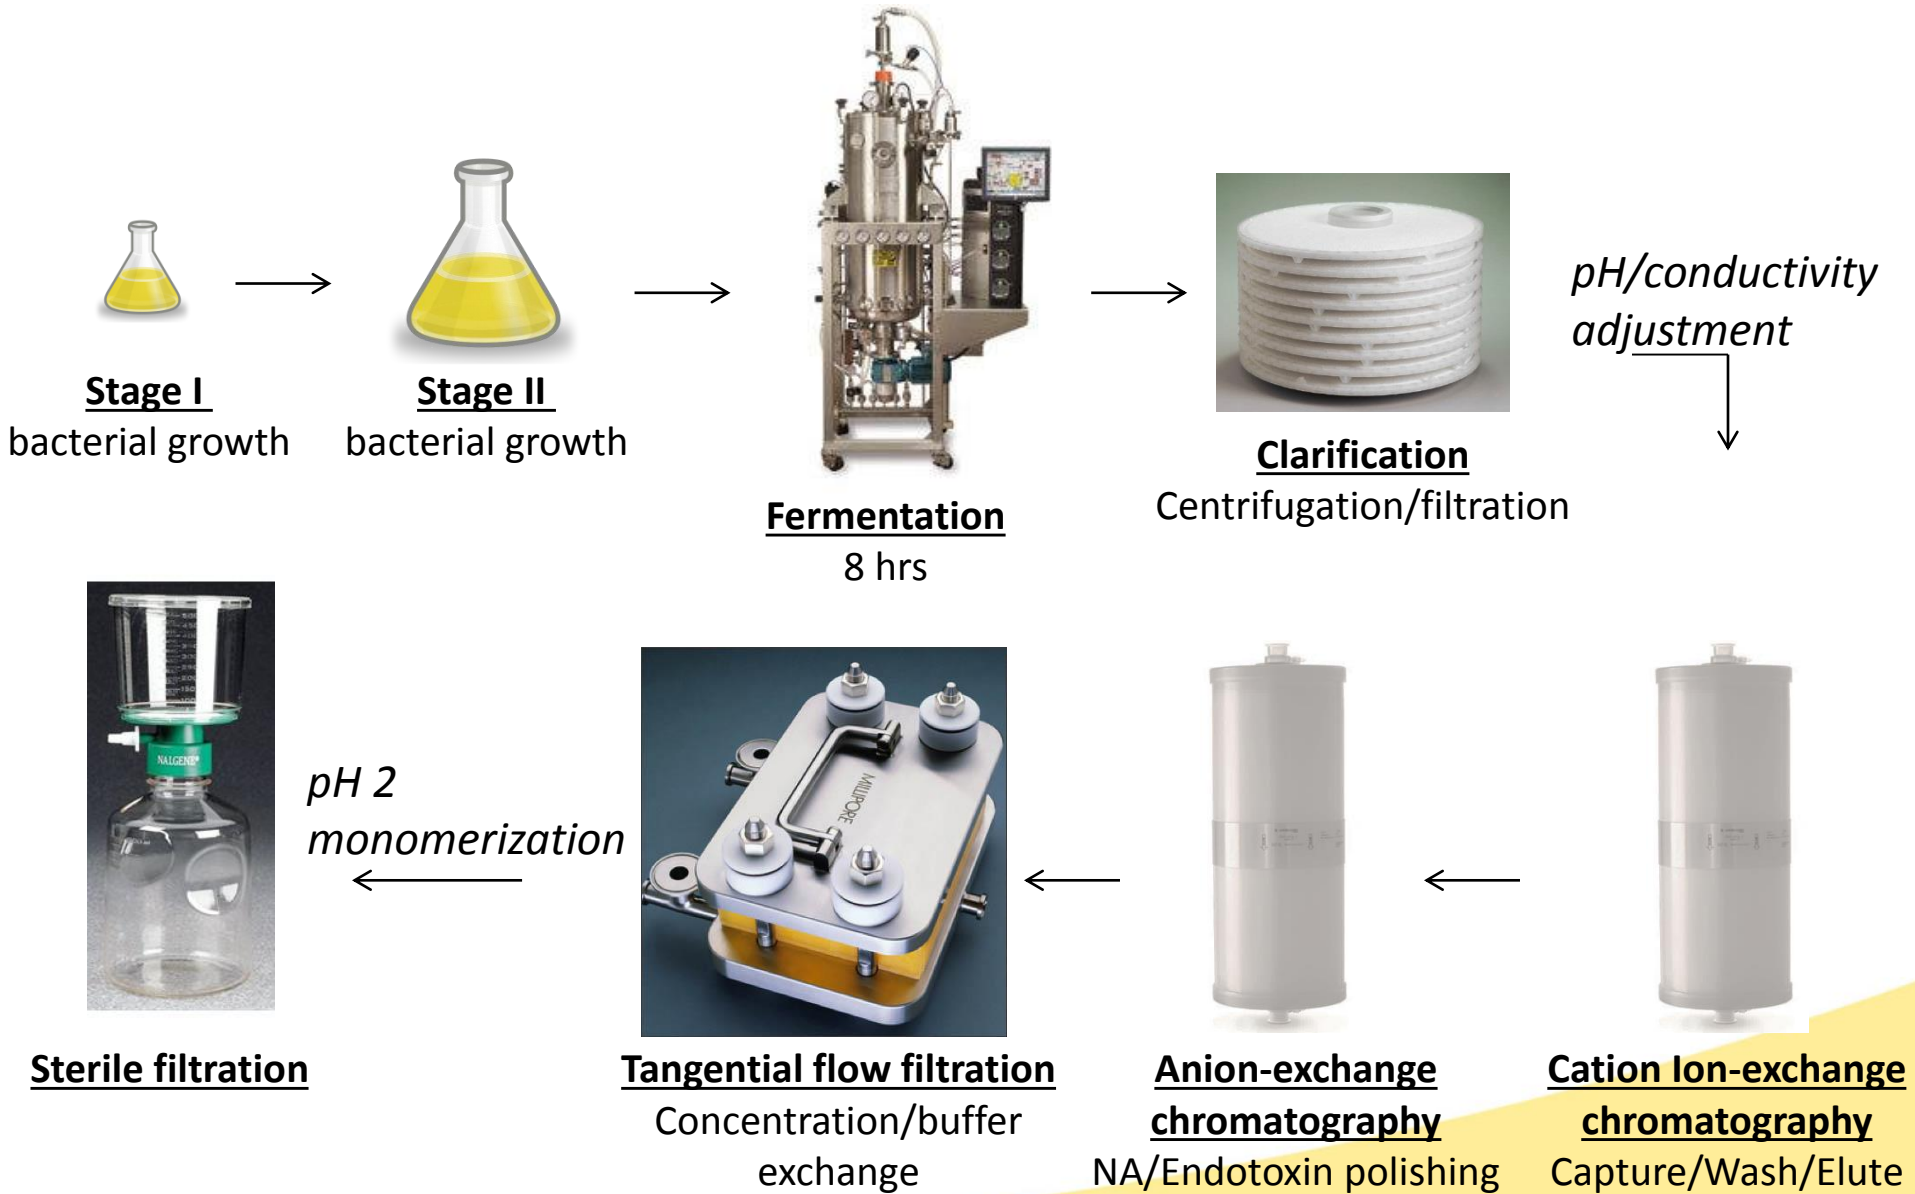 Stage I
bacterial growth
Stage II
bacterial growth
Fermentation
8 hrs
Clarification
Centrifugation/filtration
pH/conductivity
adjustment
Cation Ion-exchange
chromatography
Capture/Wash/Elute
Anion-exchange
chromatography
NA/Endotoxin polishing
MILLIPORE
Tangential flow filtration
Concentration/buffer
exchange
pH 2
monomerization
NALGENE®
Sterile filtration